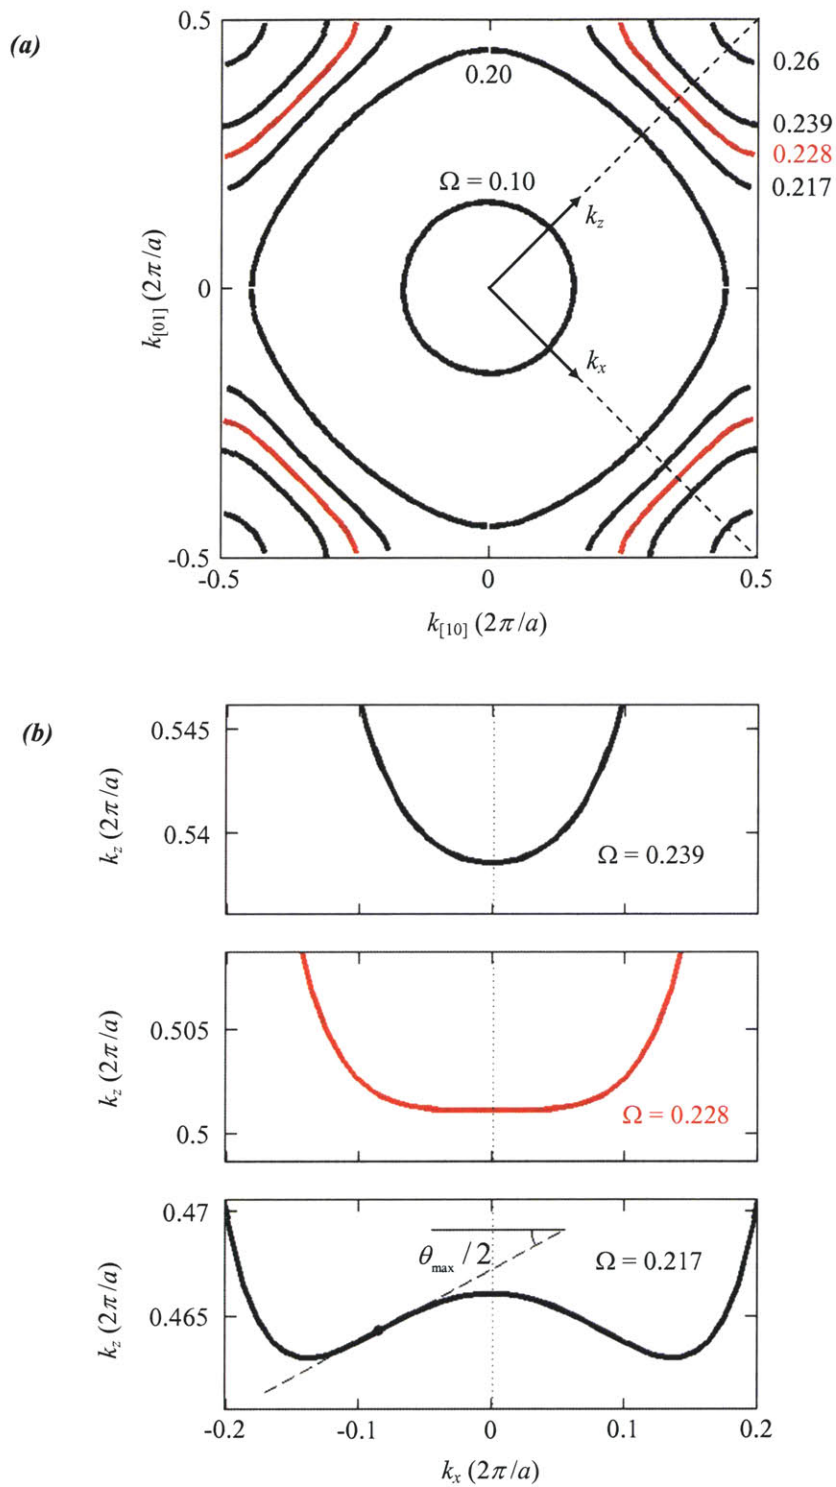 (a)
0.5
0.20
0.26
0.239
0.228
0.217
Ω = 0.10
k_z
k_[01] (2π/a)
0
k_x
-0.5
-0.5
0
0.5
k_[10] (2π/a)
(b)
0.545
0.54
k_z (2π/a)
Ω = 0.239
0.505
0.5
k_z (2π/a)
Ω = 0.228
0.47
0.465
k_z (2π/a)
θ_max / 2
Ω = 0.217
-0.2
-0.1
0
0.1
0.2
k_x (2π/a)